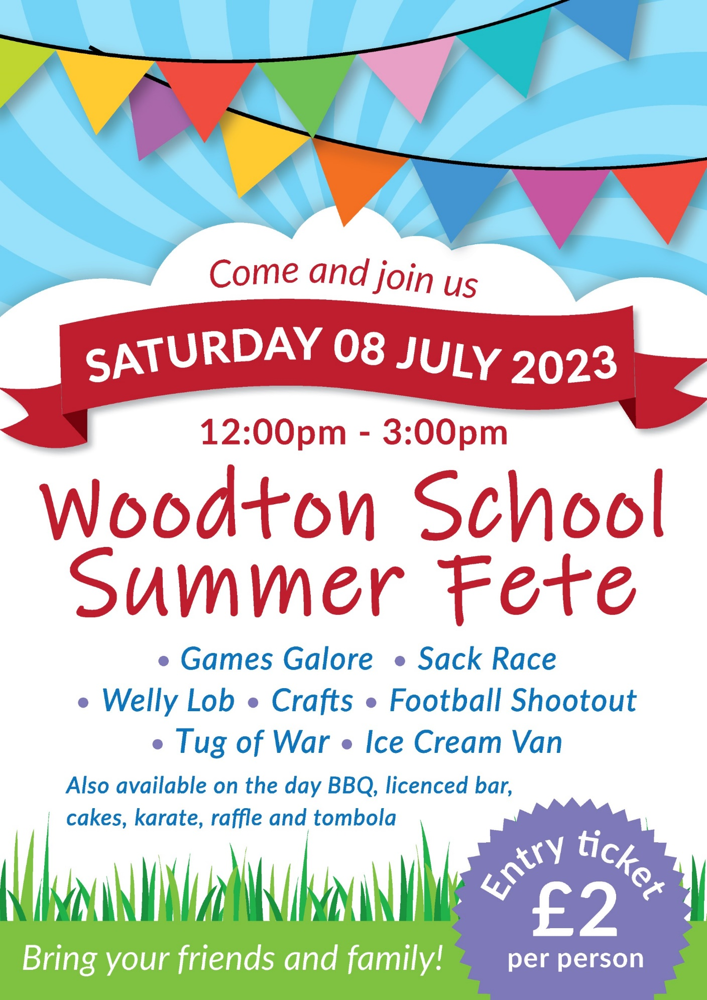 Come and join us
SATURDAY 08 JULY 2023
12:00pm - 3:00pm
Woodton School
Summer Fete
• Games Galore • Sack Race
• Welly Lob • Crafts • Football Shootout
• Tug of War • Ice Cream Van
Also available on the day BBQ, licenced bar,
cakes, karate, raffle and tombola
Entry ticket
£2
per person
Bring your friends and family!